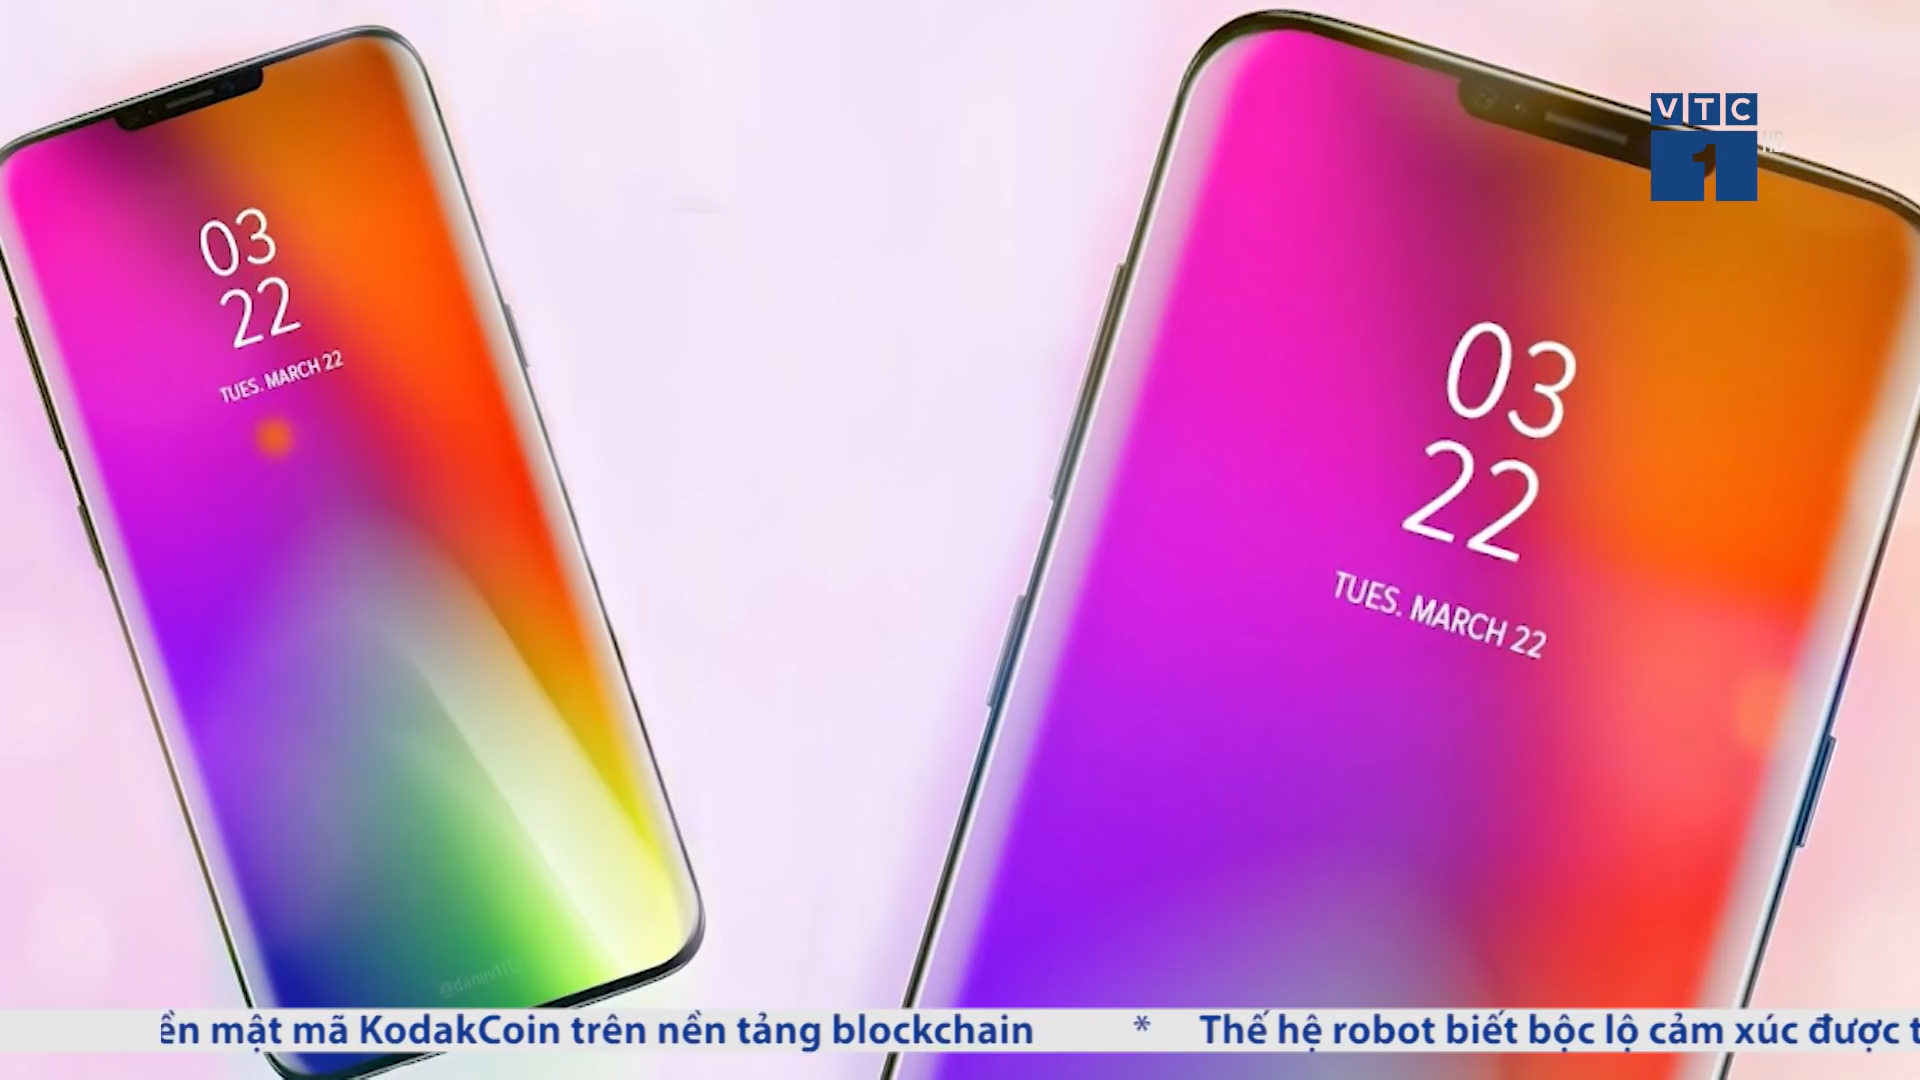 03
22
TUES. MARCH 22
03
22
TUES. MARCH 22
VTC
1
HD
mật mã KodakCoin trên nền tảng blockchain * Thế hệ robot biết bộc lộ cảm xúc được